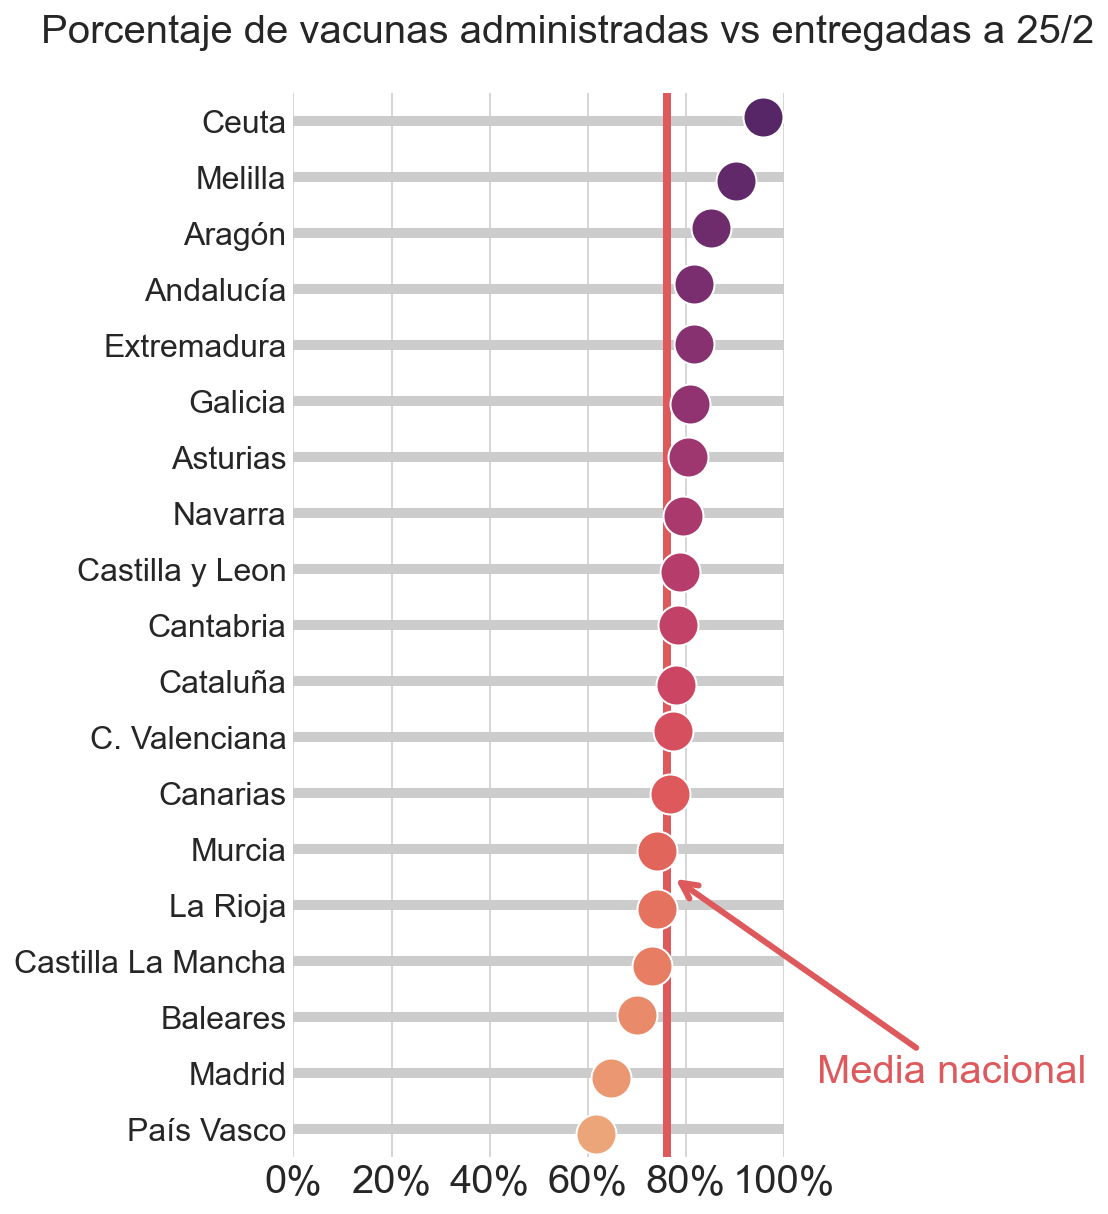 Porcentaje de vacunas administradas vs entregadas a 25/2
Ceuta
Melilla
Aragón
Andalucía
Extremadura
Galicia
Asturias
Navarra
Castilla y Leon
Cantabria
Cataluña
C. Valenciana
Canarias
Murcia
La Rioja
Castilla La Mancha
Baleares
Madrid
Media nacional
País Vasco
0% 20% 40% 60% 80% 100%